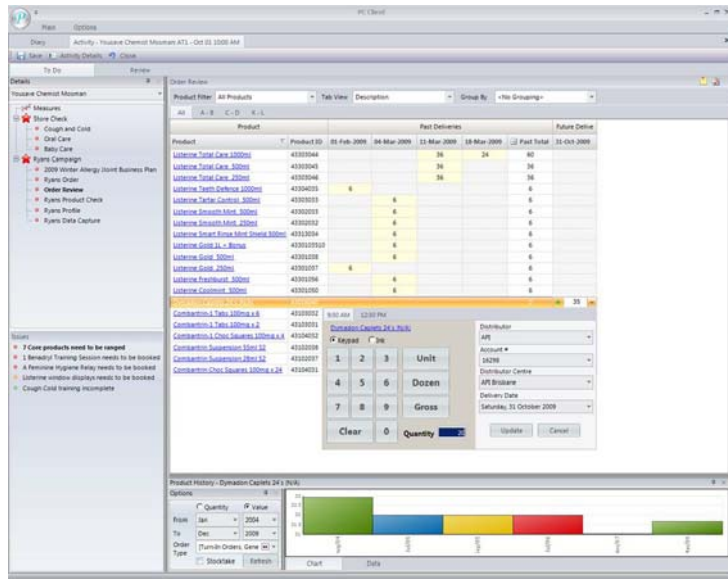 PC Client
Main Options
Diary Activity - Yousave Chemist Mosman AT1 - Oct 01 10:00 AM
Save Activity Details Close
To Do Review
Details
Yousave Chemist Mosman
Measures
Store Check
Cough and Cold
Oral Care
Baby Care
Ryans Campaign
2009 Winter Allergy Jioint Business Plan
Ryans Order
Order Review
Ryans Product Check
Ryans Profile
Ryans Data Capture
Issues
7 Core products need to be ranged
1 Benedryl Training Session needs to be booked
A Feminine Hygiene Relay needs to be booked
Listerine window displays needs to be booked
Cough Cold training incomplete
Order Review
Product Filter All Products Tab View Description Group By <No Grouping>
All A - B C - D K - L
Product Past Deliveries Future Delive
Product Product ID 01-Feb-2009 04-Mar-2009 11-Mar-2009 18-Mar-2009 Past Total 31-Oct-2009
Listerine Total Care 1000ml 43303044 36 24 60
Listerine Total Care 500ml 43303045 36 36
Listerine Total Care 250ml 43303046 36 36
Listerine Teeth Defence 1000ml 43304035 6 6
Listerine Tartar Control 500ml 43303033 6 6
Listerine Smooth Mint 500ml 43302033 6 6
Listerine Smooth Mint 250ml 43302032 6 6
Listerine Smart Rinse Mint Shield 500ml 43313034 6 6
Listerine Gold 1L + Bonus 6 6
Listerine Gold 500ml 43301038 6 6
Listerine Gold 250ml 43301037 6 6
Listerine Freshburst 500ml 43301056 6 6
Listerine Coolmint 500ml 43301050 6 6
35
Combantrin-1 Tabs 100mg x 6 43103032
Combantrin-1 Tabs 100mg x 2 43103031
Combantrin-1 Choc Squares 100mg x 4 43104032
Combantrin Suspension 55ml 32 43102038
Combantrin Suspension 28ml 52 43102037
Combantrin Choc Squares 100mg x 24 43104031
9:00 AM 12:00 PM
Dymadon Caplets 24's (N/A)
Keypad Ink
1 2 3 Unit
4 5 6 Dozen
7 8 9 Gross
Clear 0 Quantity
Distributor
API
Account #
16298
Distributor Centre
API Brisbane
Delivery Date
Saturday, 31 October 2009
Update Cancel
Product History - Dymadon Caplets 24's (N/A)
Options
Quantity Value
From Jan 2004
To Dec 2009
Order Type (TurnIn Orders, Gene
Stocktake Refresh
Chart Data